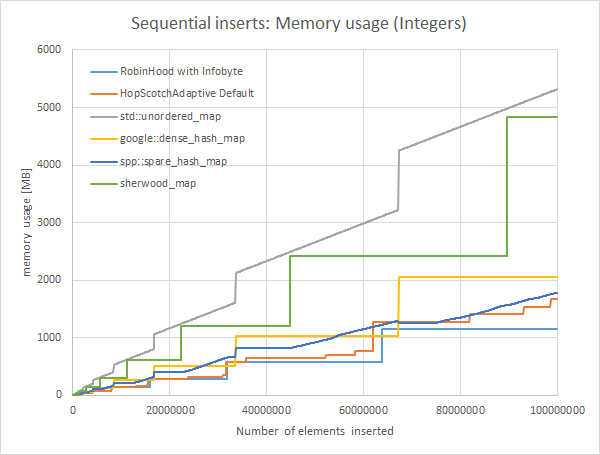 Sequential inserts: Memory usage (Integers)
6000
5000
4000
3000
2000
1000
0
memory usage [MB]
RobinHood with Infobyte
HopScotchAdaptive Default
std::unordered_map
google::dense_hash_map
spp::spare_hash_map
sherwood_map
0 20000000 40000000 60000000 80000000 100000000
Number of elements inserted